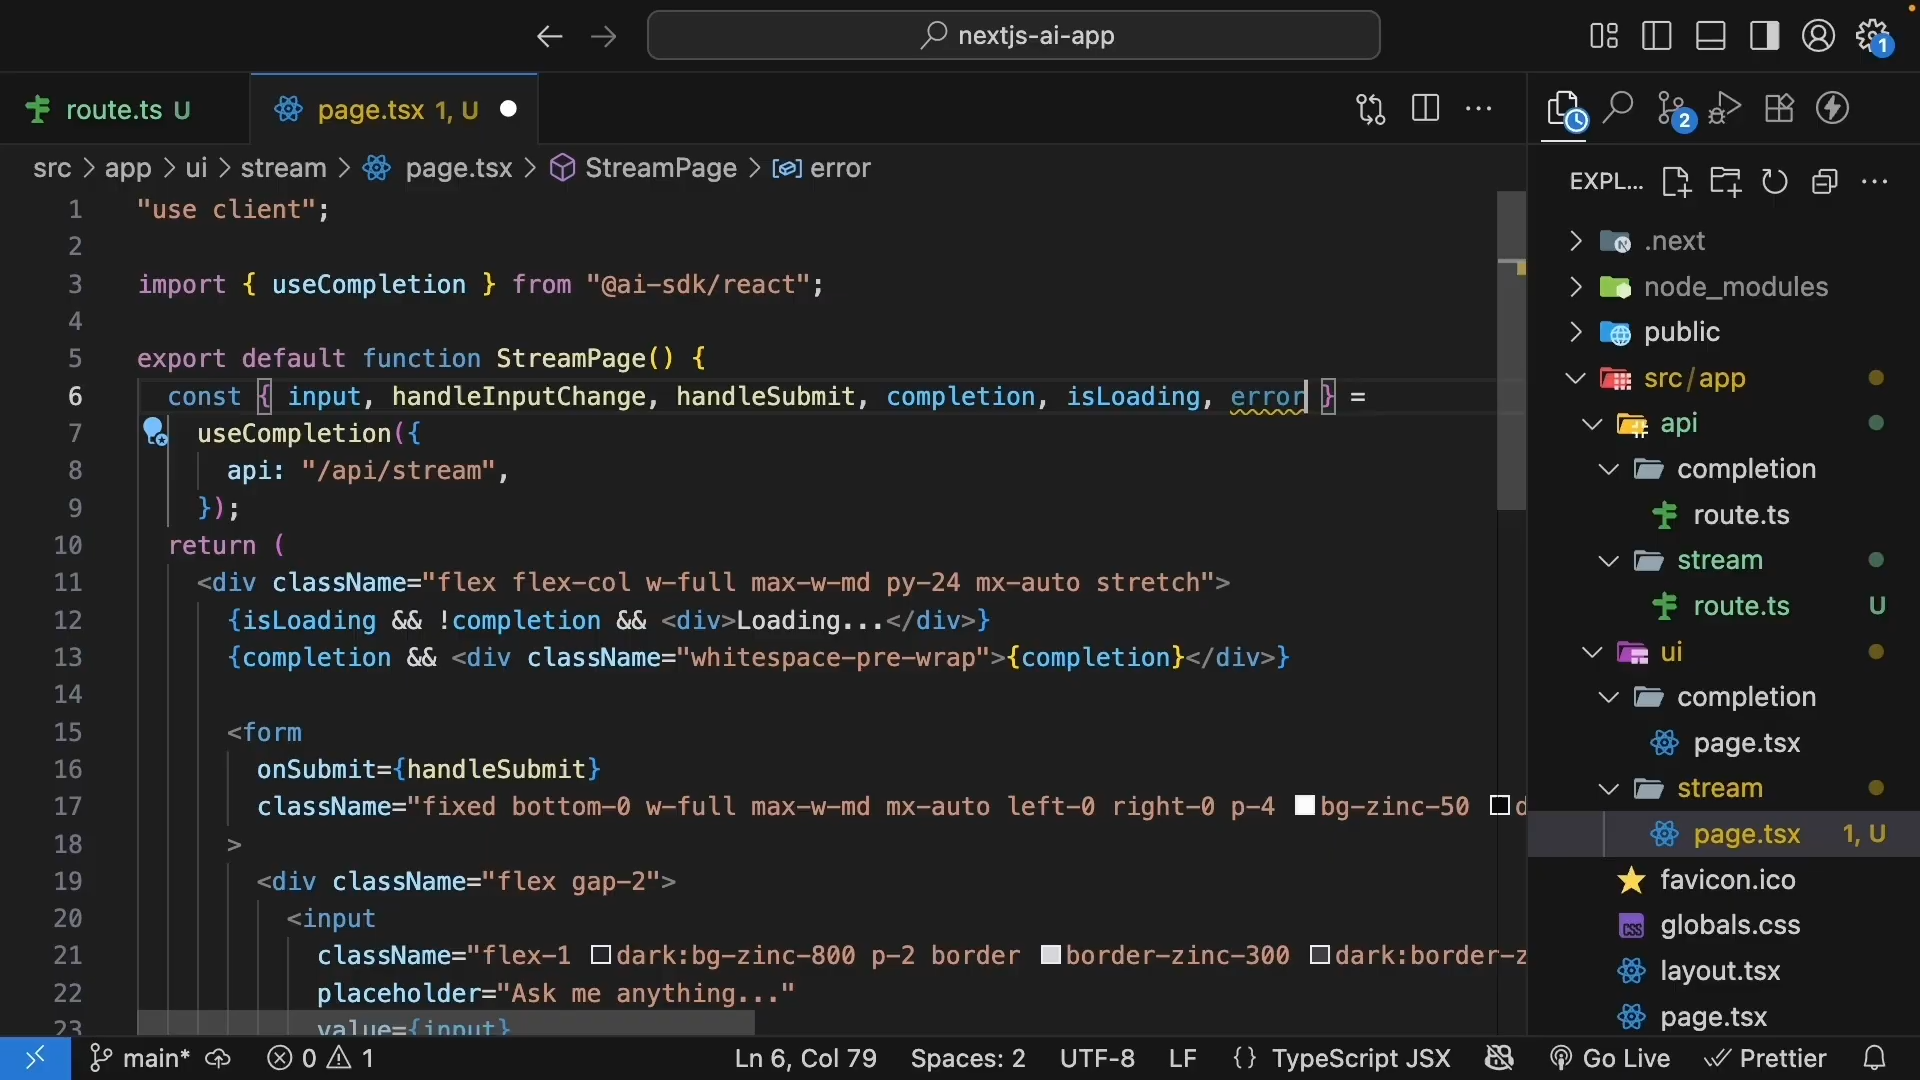 nextjs-ai-app
1
route.ts U
page.tsx 1, U
2
src > app > ui > stream > page.tsx > StreamPage > error
EXPL...
1 "use client";
2
3 import { useCompletion } from "@ai-sdk/react";
4
5 export default function StreamPage() {
6 const { input, handleInputChange, handleSubmit, completion, isLoading, error } =
7 useCompletion({
8 api: "/api/stream",
9 });
10 return (
11 <div className="flex flex-col w-full max-w-md py-24 mx-auto stretch">
12 {isLoading && !completion && <div>Loading...</div>}
13 {completion && <div className="whitespace-pre-wrap">{completion}</div>}
14
15 <form
16 onSubmit={handleSubmit}
17 className="fixed bottom-0 w-full max-w-md mx-auto left-0 right-0 p-4 bg-zinc-50 d
18 >
19 <div className="flex gap-2">
20 <input
21 className="flex-1 dark:bg-zinc-800 p-2 border border-zinc-300 dark:border-z
22 placeholder="Ask me anything..."
23 value={input}
.next
node_modules
public
src/app
api
completion
route.ts
stream
route.ts U
ui
completion
page.tsx
stream
page.tsx 1, U
favicon.ico
globals.css
layout.tsx
page.tsx
main* 0 1 Ln 6, Col 79 Spaces: 2 UTF-8 LF {} TypeScript JSX Go Live Prettier